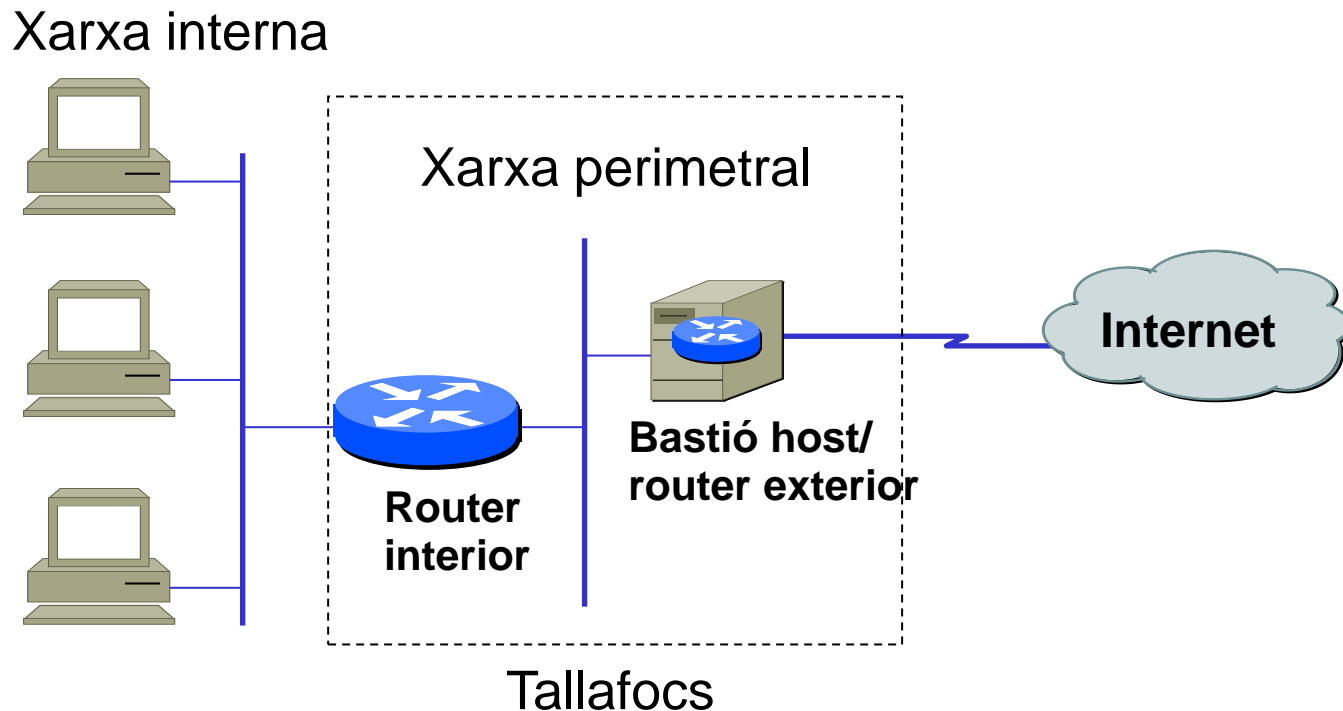 Xarxa interna
Xarxa perimetral
Internet
Bastió host/
router exterior
Router
interior
Tallafocs